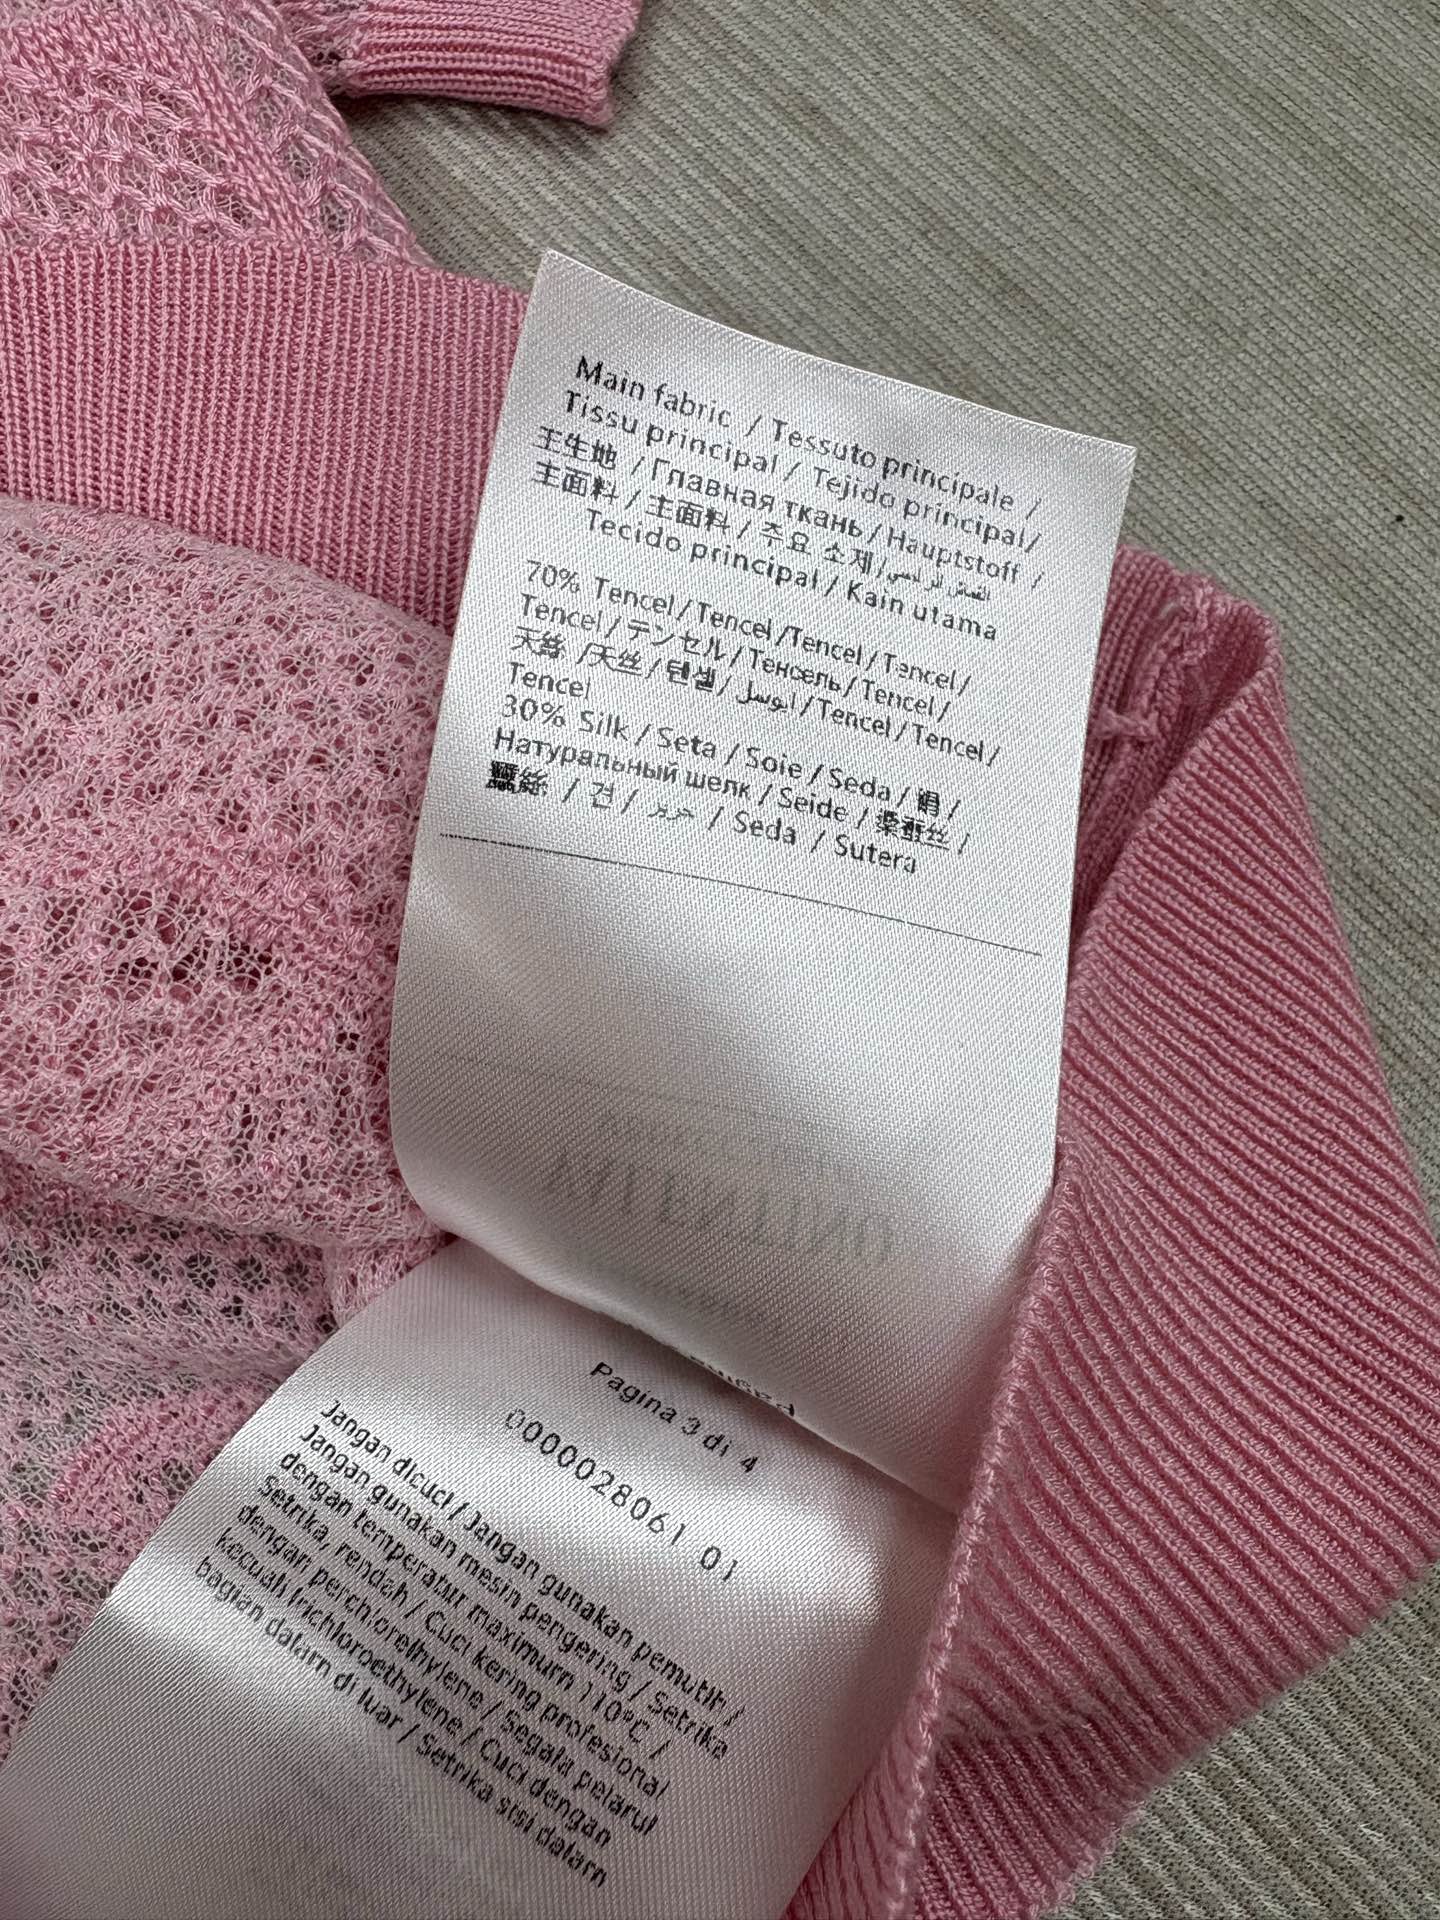 Main fabric / Tessuto principale /
Tissu principal / Tejido principal/
主生地 / Главная ткань / Hauptstoff /
主面料 / 主面料 / 주요 소재/
Tecido principal / Kain utama
70% Tencel / Tencel /Tencel / Tencel /
Tencel / テンセル / Тенсель / Tencel /
天絲 /天丝 / 텐셀 / / Tencel / Tencel /
Tencel
30% Silk / Seta / Soie / Seda / 絹 /
Натуральный шелк / Seide / 桑蚕丝 /
蠶絲 / 견 / حرير / Seda / Sutera
Pagina 3 di 4
0000028061 01
Jangan dicuci / Jangan gunakan pemutih /
Jangan gunakan mesin pengering / Setrika
dengan temperatur maximum 110°C /
Setrika, rendah / Cuci kering profesional
dengan perchlorethylene / Segala pelarut
kecuali trichloroethylene / Cuci dengan
bagian dalam di luar / Setrika sisi dalam